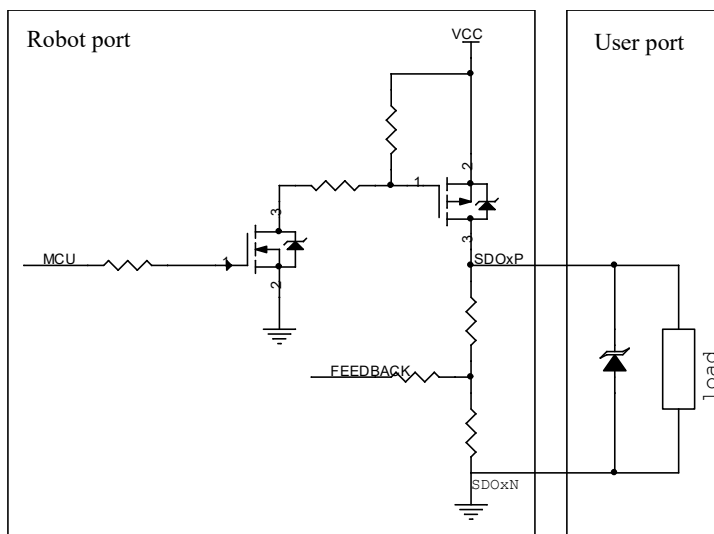 Robot port
VCC
User port
2
1
3
3
MCU
1
2
SDOxP
FEEDBACK
load
SDOxN